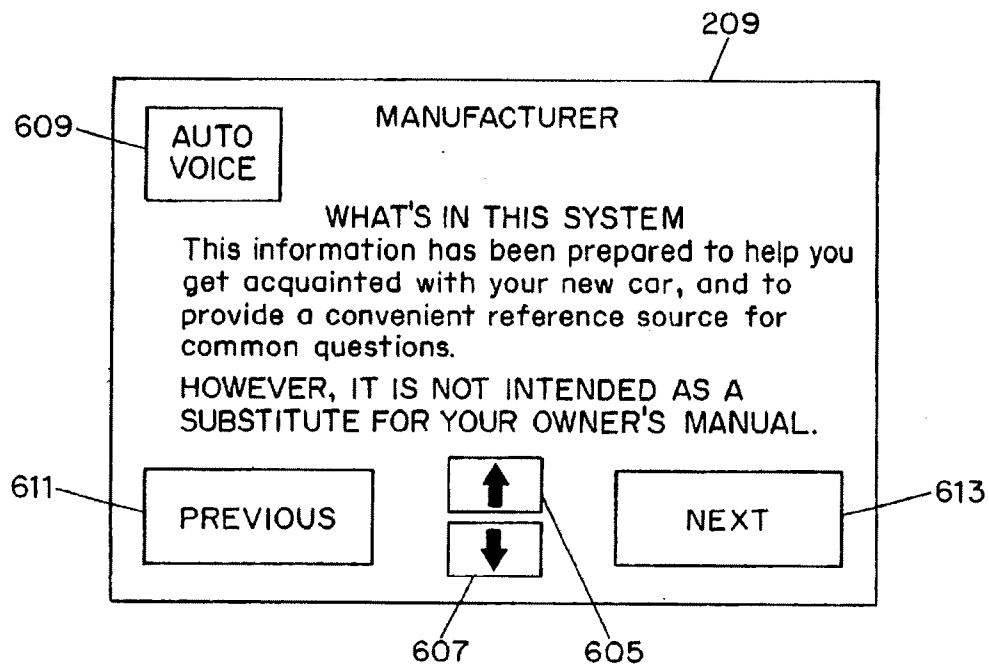 209
609
MANUFACTURER
AUTO
VOICE
WHAT'S IN THIS SYSTEM
This information has been prepared to help you
get acquainted with your new car, and to
provide a convenient reference source for
common questions.
HOWEVER, IT IS NOT INTENDED AS A
SUBSTITUTE FOR YOUR OWNER'S MANUAL.
611
PREVIOUS
NEXT
613
607
605